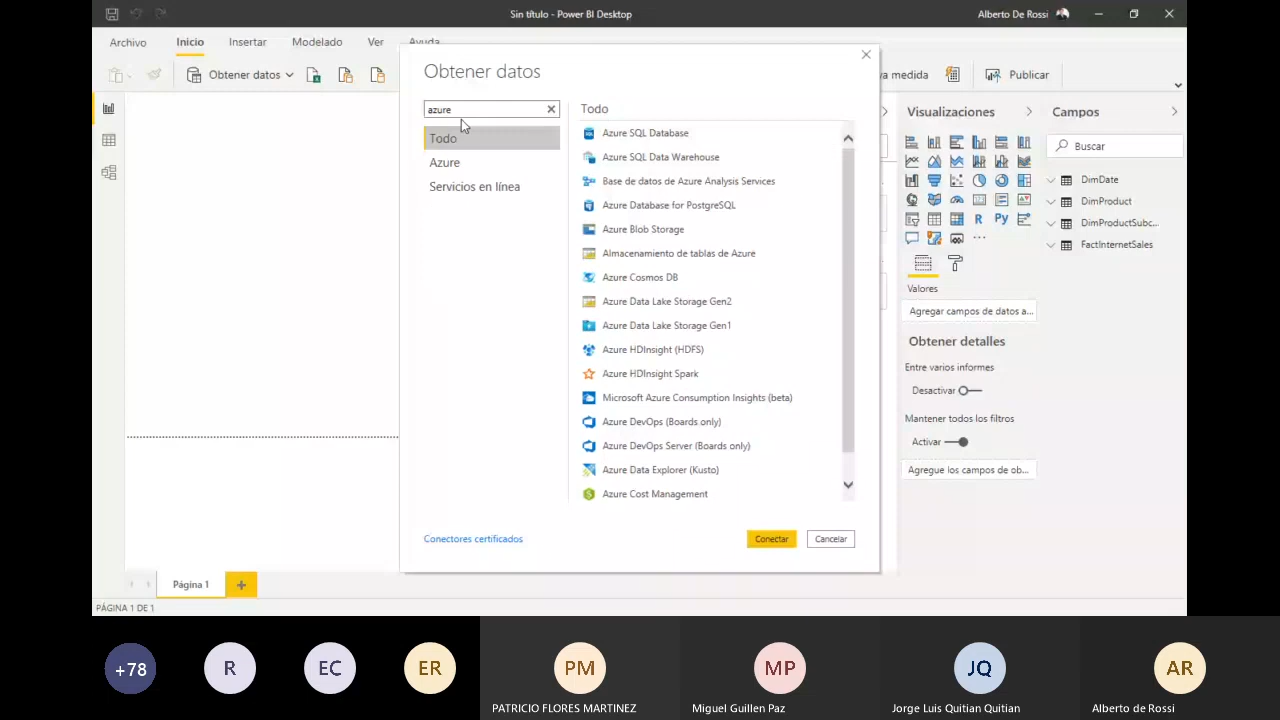 Sin título - Power BI Desktop
Alberto De Rossi
Archivo
Inicio
Insertar
Modelado
Ver
Ayuda
Obtener datos
va medida
Publicar
Obtener datos
azure
Todo
Azure
Servicios en línea
Todo
Azure SQL Database
Azure SQL Data Warehouse
Base de datos de Azure Analysis Services
Azure Database for PostgreSQL
Azure Blob Storage
Almacenamiento de tablas de Azure
Azure Cosmos DB
Azure Data Lake Storage Gen2
Azure Data Lake Storage Gen1
Azure HDInsight (HDFS)
Azure HDInsight Spark
Microsoft Azure Consumption Insights (beta)
Azure DevOps (Boards only)
Azure DevOps Server (Boards only)
Azure Data Explorer (Kusto)
Azure Cost Management
Conectores certificados
Conectar
Cancelar
Visualizaciones
R
Py
Valores
Agregar campos de datos a...
Obtener detalles
Entre varios informes
Desactivar
Mantener todos los filtros
Activar
Agregue los campos de ob...
Campos
Buscar
DimDate
DimProduct
DimProductSubc...
FactInternetSales
Página 1
PÁGINA 1 DE 1
+78
R
EC
ER
PM
PATRICIO FLORES MARTINEZ
MP
Miguel Guillen Paz
JQ
Jorge Luis Quitian Quitian
AR
Alberto de Rossi